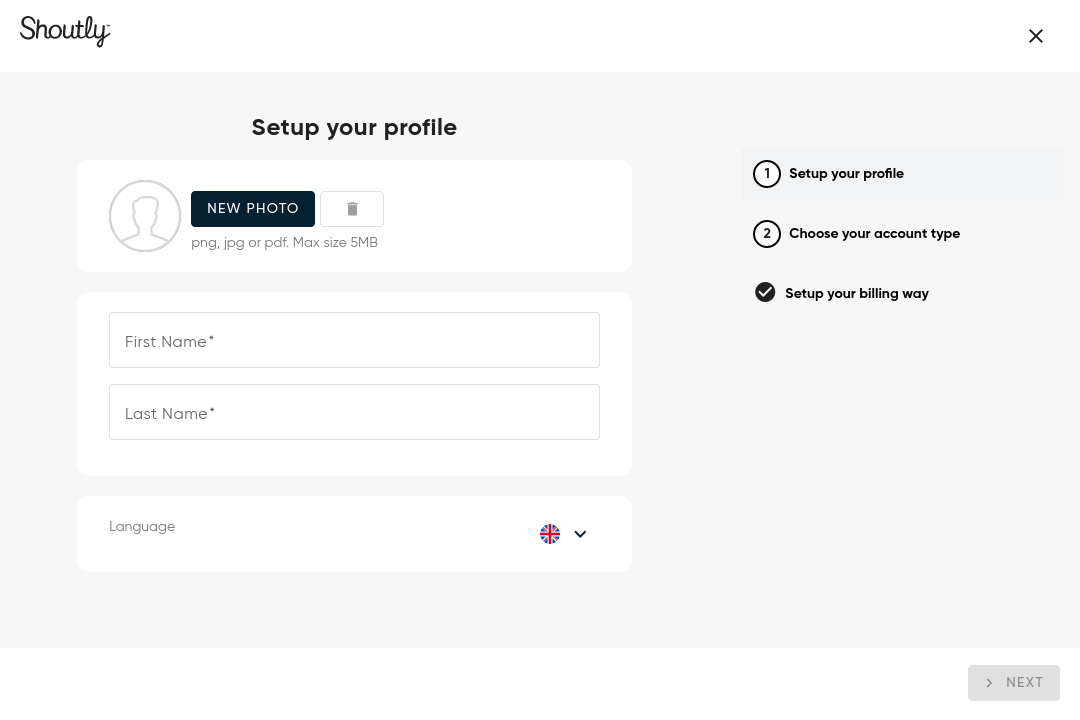 Shoutly™
Setup your profile
NEW PHOTO
png, jpg or pdf. Max size 5MB
First Name*
Last Name*
Language
1 Setup your profile
2 Choose your account type
Setup your billing way
NEXT